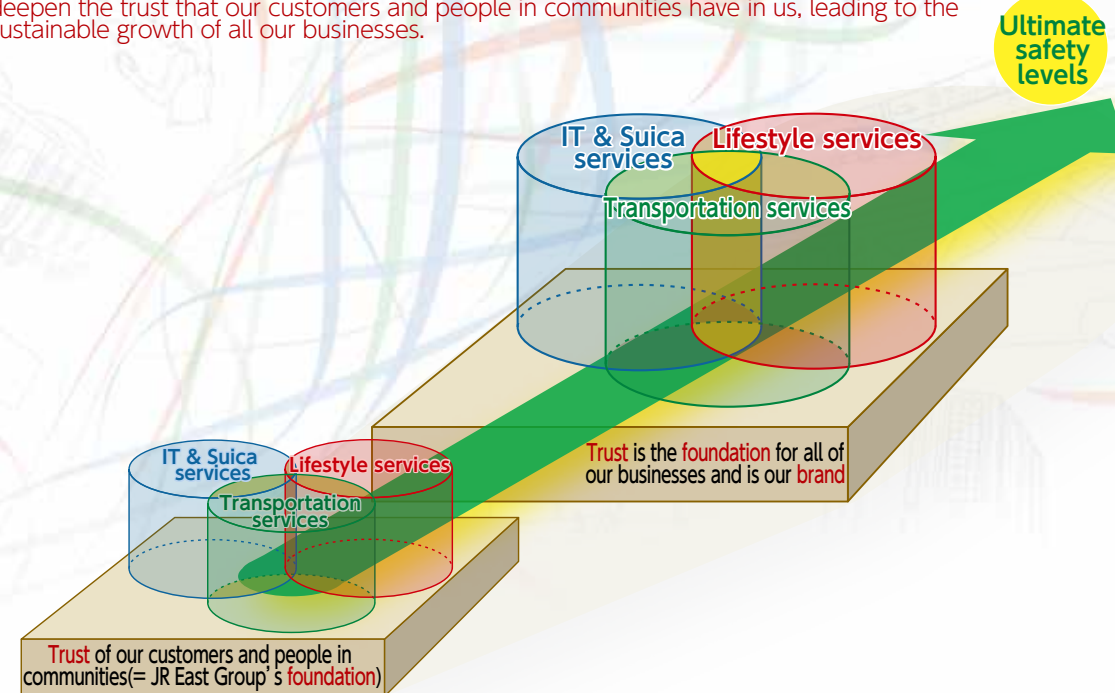 deepen the trust that our customers and people in communities have in us, leading to the
sustainable growth of all our businesses.
Ultimate
safety
levels
IT & Suica
services
Lifestyle services
Transportation services
Trust is the foundation for all of
our businesses and is our brand
IT & Suica
services
Lifestyle services
Transportation
services
Trust of our customers and people in
communities(= JR East Group's foundation)